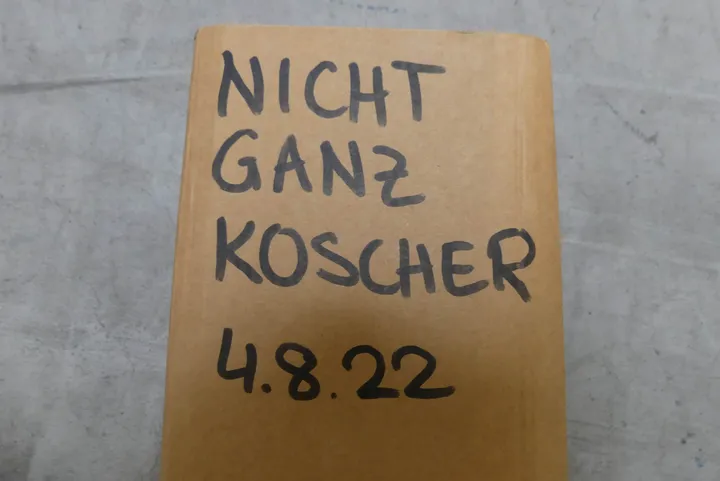 NICHT
GANZ
KOSCHER
4.8.22